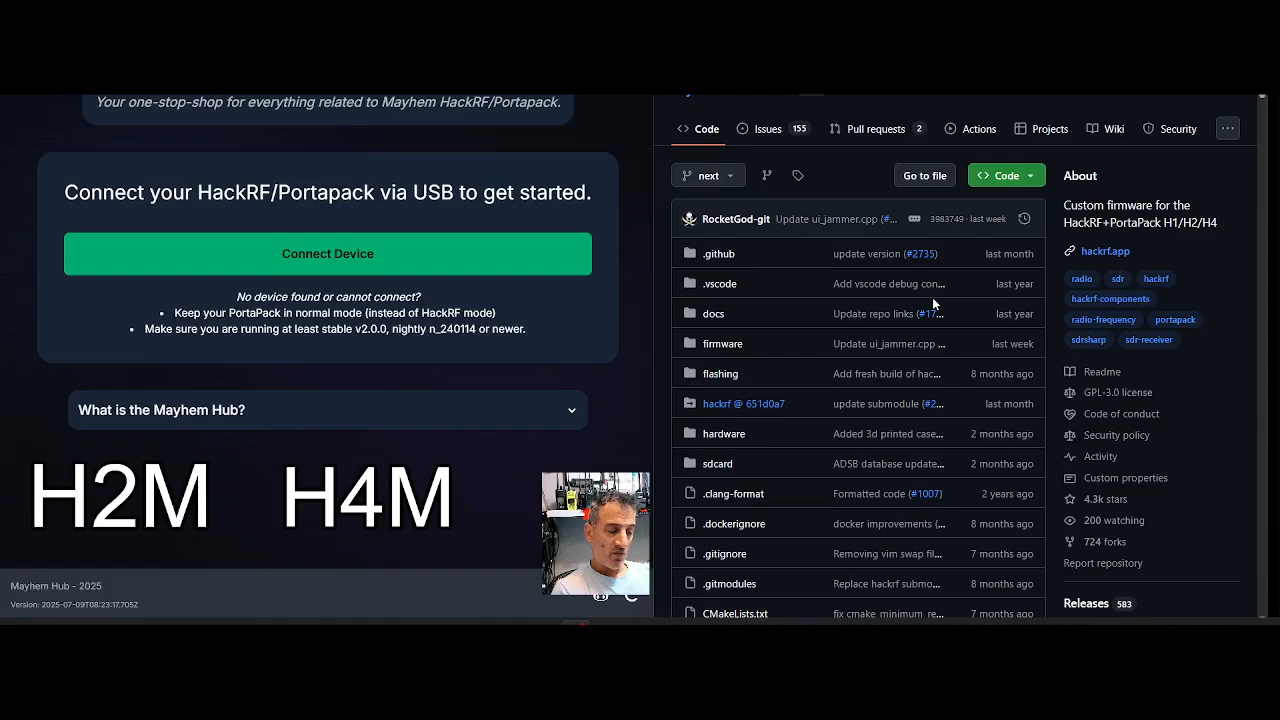 Your one-stop-shop for everything related to Mayhem HackRF/Portapack.
Connect your HackRF/Portapack via USB to get started.
Connect Device
No device found or cannot connect?
• Keep your PortaPack in normal mode (instead of HackRF mode)
• Make sure you are running at least stable v2.0.0, nightly n_240114 or newer.
What is the Mayhem Hub?
H2M H4M
Mayhem Hub - 2025
Version: 2025-07-09T08:23:17.705Z
Code Issues 155 Pull requests 2 Actions Projects Wiki Security
next Go to file Code
RocketGod-git Update ui_jammer.cpp (#... 3983749 · last week
.github update version (#2735) last month
.vscode Add vscode debug con... last year
docs Update repo links (#17... last year
firmware Update ui_jammer.cpp ... last week
flashing Add fresh build of hac... 8 months ago
hackrf @ 651d0a7 update submodule (#2... last month
hardware Added 3d printed case... 2 months ago
sdcard ADSB database update... 2 months ago
.clang-format Formatted code (#1007) 2 years ago
.dockerignore docker improvements (... 8 months ago
.gitignore Removing vim swap fil... 7 months ago
.gitmodules Replace hackrf submo... 8 months ago
CMakeLists.txt fix cmake_minimum_re... 7 months ago
About
Custom firmware for the
HackRF+PortaPack H1/H2/H4
hackrf.app
radio sdr hackrf
hackrf-components
radio-frequency portapack
sdrsharp sdr-receiver
Readme
GPL-3.0 license
Code of conduct
Security policy
Activity
Custom properties
4.3k stars
200 watching
724 forks
Report repository
Releases 583